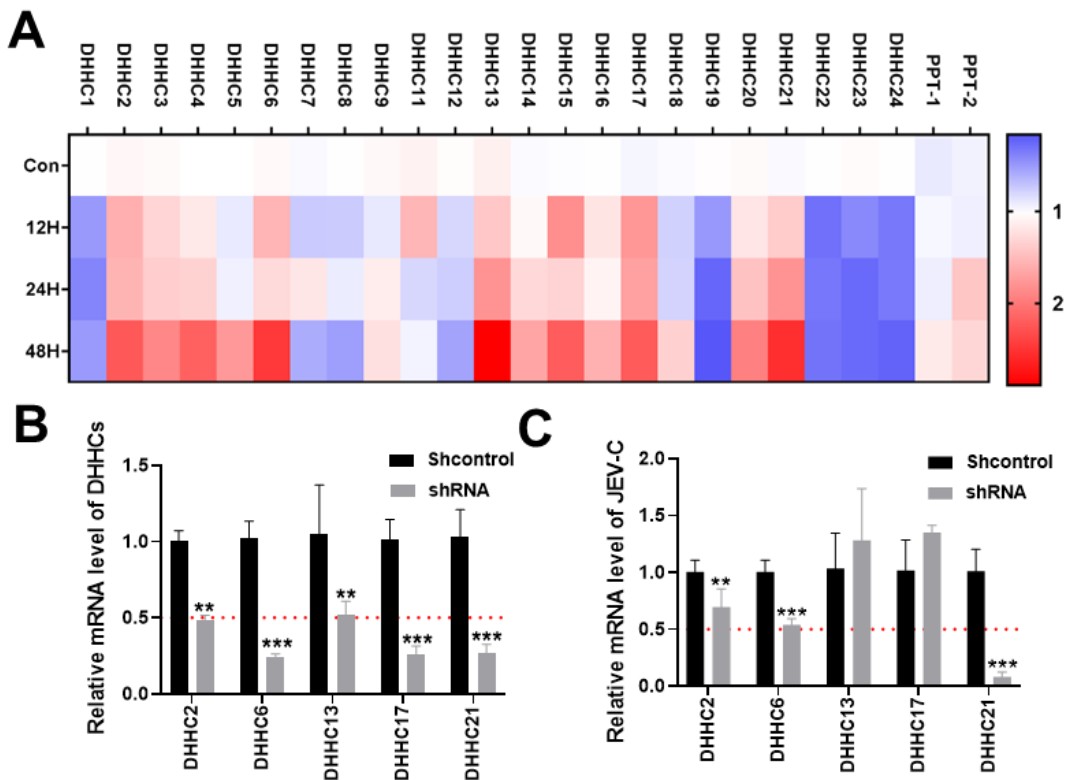 A
DHHC1 DHHC2 DHHC3 DHHC4 DHHC5 DHHC6 DHHC7 DHHC8 DHHC9 DHHC11 DHHC12 DHHC13 DHHC14 DHHC15 DHHC16 DHHC17 DHHC18 DHHC19 DHHC20 DHHC21 DHHC22 DHHC23 DHHC24 PPT-1 PPT-2
Con
12H
24H
48H
1
2
B
Relative mRNA level of DHHCs
1.5
1.0
0.5
0.0
Shcontrol
shRNA
** *** ** *** ***
DHHC2 DHHC6 DHHC13 DHHC17 DHHC21
C
Relative mRNA level of JEV-C
2.0
1.5
1.0
0.5
0.0
Shcontrol
shRNA
** *** ***
DHHC2 DHHC6 DHHC13 DHHC17 DHHC21